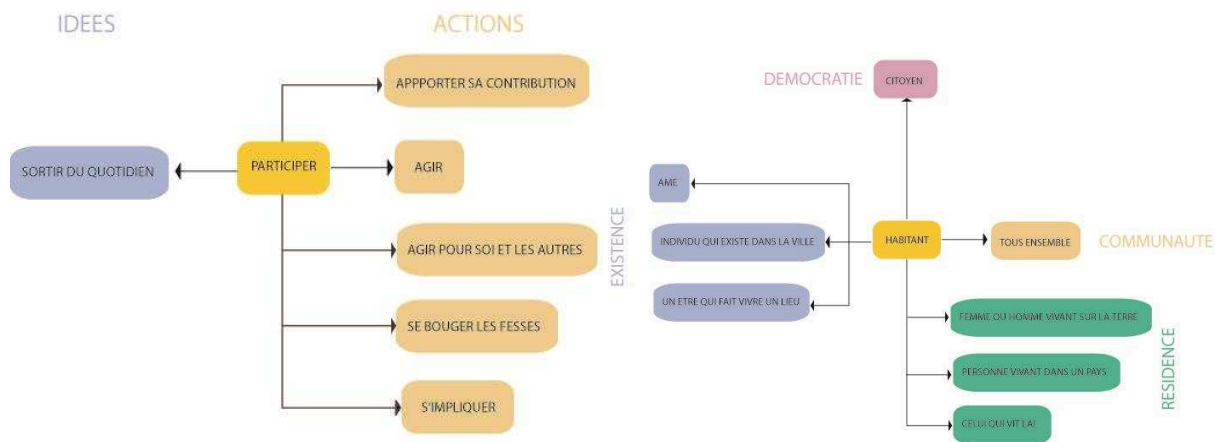 IDEES
ACTIONS
APPPORTER SA CONTRIBUTION
PARTICIPER
SORTIR DU QUOTIDIEN
AGIR
AGIR POUR SOI ET LES AUTRES
SE BOUGER LES FESSES
S'IMPLIQUER
DEMOCRATIE
CITOYEN
EXISTENCE
AME
INDIVIDU QUI EXISTE DANS LA VILLE
UN ETRE QUI FAIT VIVRE UN LIEU
HABITANT
TOUS ENSEMBLE
COMMUNAUTE
FEMME OU HOMME VIVANT SUR LA TERRE
PERSONNE VIVANT DANS UN PAYS
CELUI QUI VIT LA!
RESIDENCE